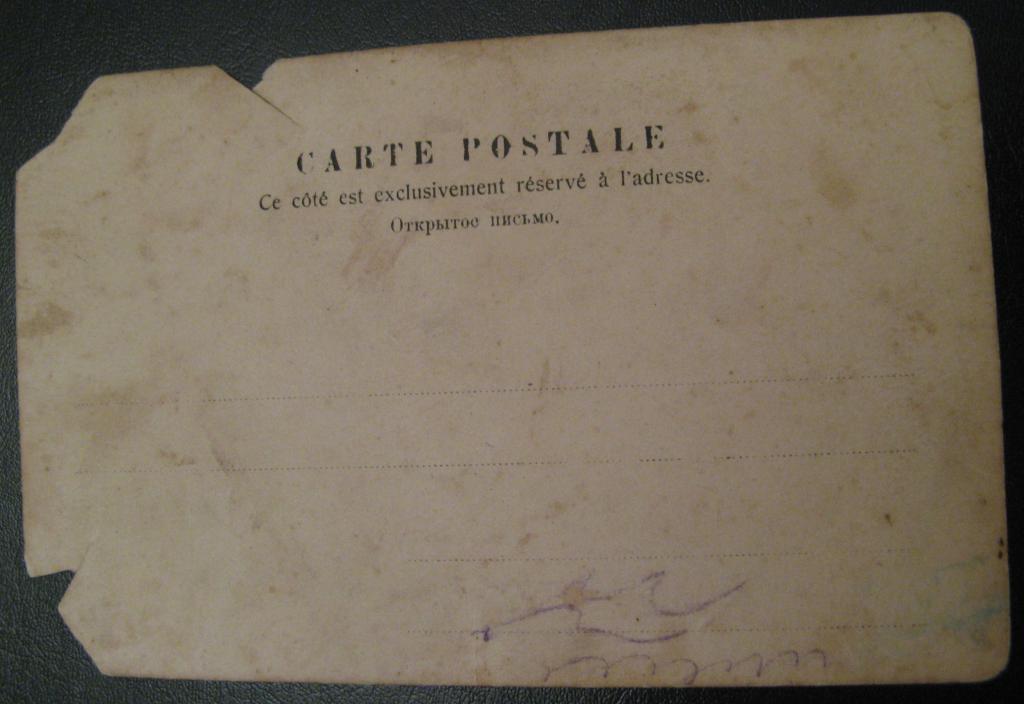 CARTE POSTALE
Ce côté est exclusivement réservé à l'adresse.
Открытое письмо.